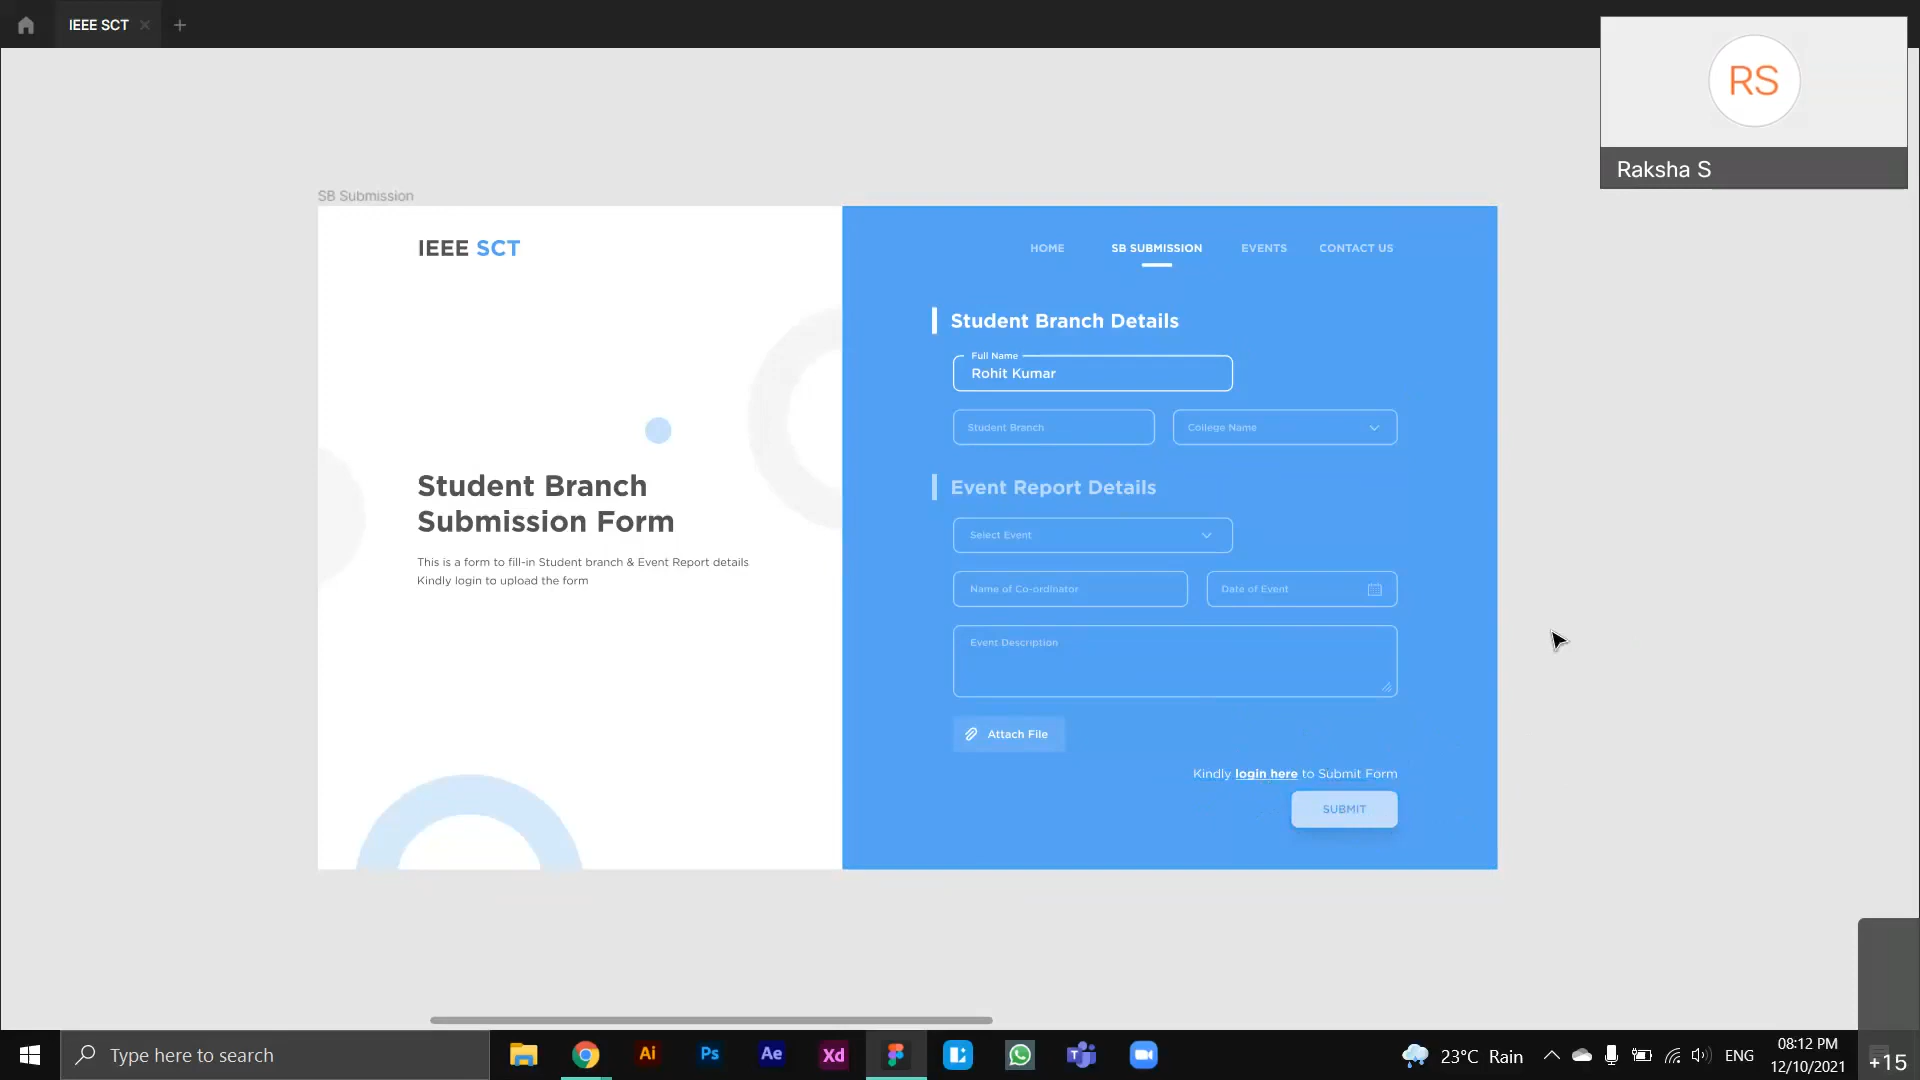 IEEE SCT
RS
Raksha S
SB Submission
IEEE SCT
HOME
SB SUBMISSION
EVENTS
CONTACT US
Student Branch Details
Full Name
Rohit Kumar
Student Branch
College Name
Event Report Details
Select Event
Name of Co-ordinator
Date of Event
Event Description
Attach File
Kindly login here to Submit Form
SUBMIT
Student Branch
Submission Form
This is a form to fill-in Student branch & Event Report details
Kindly login to upload the form
Type here to search
Ai
Ps
Ae
Xd
23°C Rain
ENG
08:12 PM
12/10/2021
+15